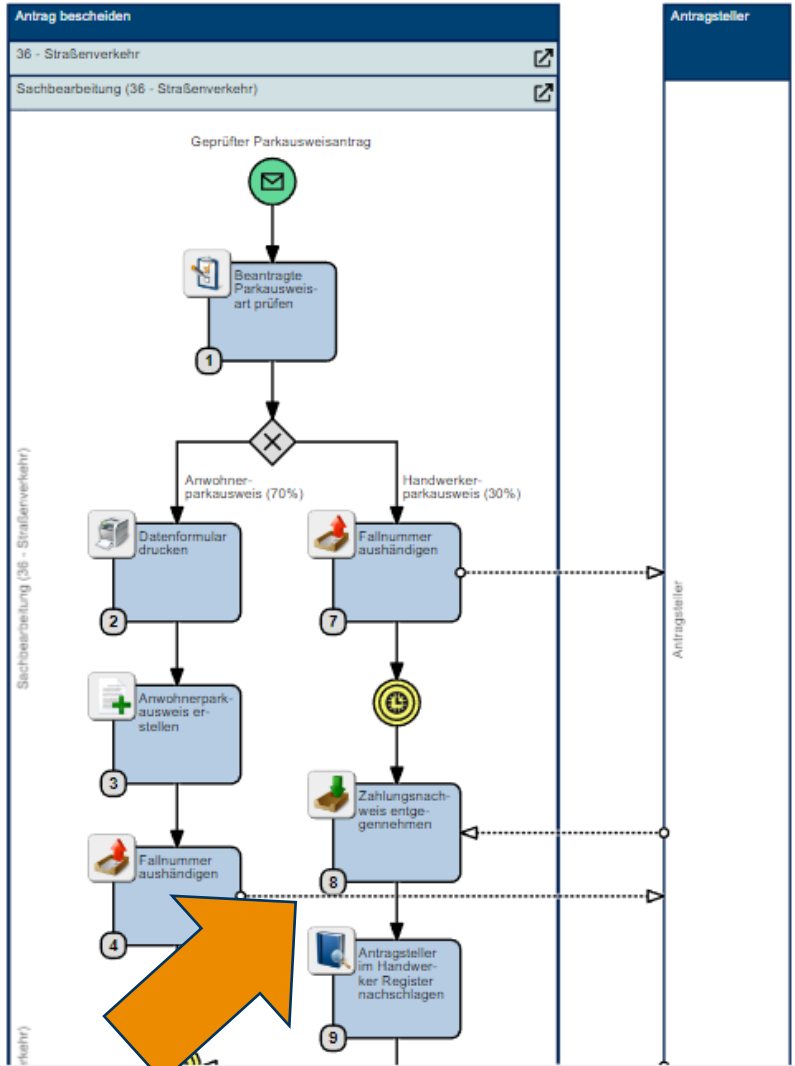 Antrag bescheiden
Antragsteller
36 - Straßenverkehr
Sachbearbeitung (36 - Straßenverkehr)
Geprüfter Parkausweisantrag
Beantragte
Parkausweis-
art prüfen
1
Anwohner-
parkausweis (70%)
Handwerker-
parkausweis (30%)
Sachbearbeitung (36 - Straßenverkehr)
Datenformular
drucken
2
Fallnummer
aushändigen
7
Antragsteller
Anwohnerpark-
ausweis er-
stellen
3
Zahlungsnach-
weis entge-
gennehmen
8
Fallnummer
aushändigen
4
Antragsteller
im Handwer-
ker Register
nachschlagen
9
rkehr)